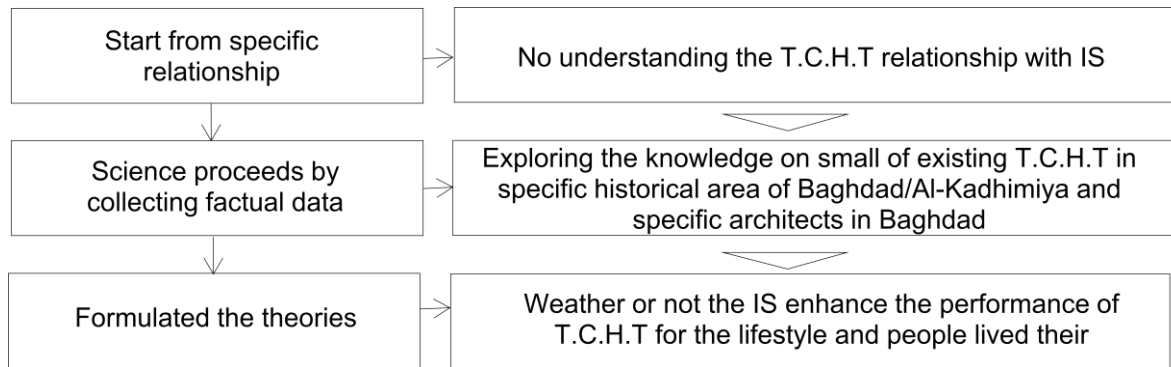 Start from specific
relationship
No understanding the T.C.H.T relationship with IS
Science proceeds by
collecting factual data
Exploring the knowledge on small of existing T.C.H.T in
specific historical area of Baghdad/Al-Kadhimiya and
specific architects in Baghdad
Formulated the theories
Weather or not the IS enhance the performance of
T.C.H.T for the lifestyle and people lived their